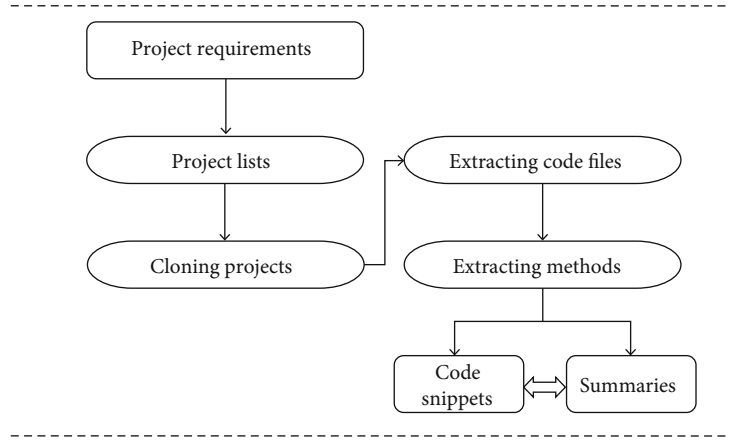 Project requirements
Project lists
Cloning projects
Extracting code files
Extracting methods
Code
snippets
Summaries